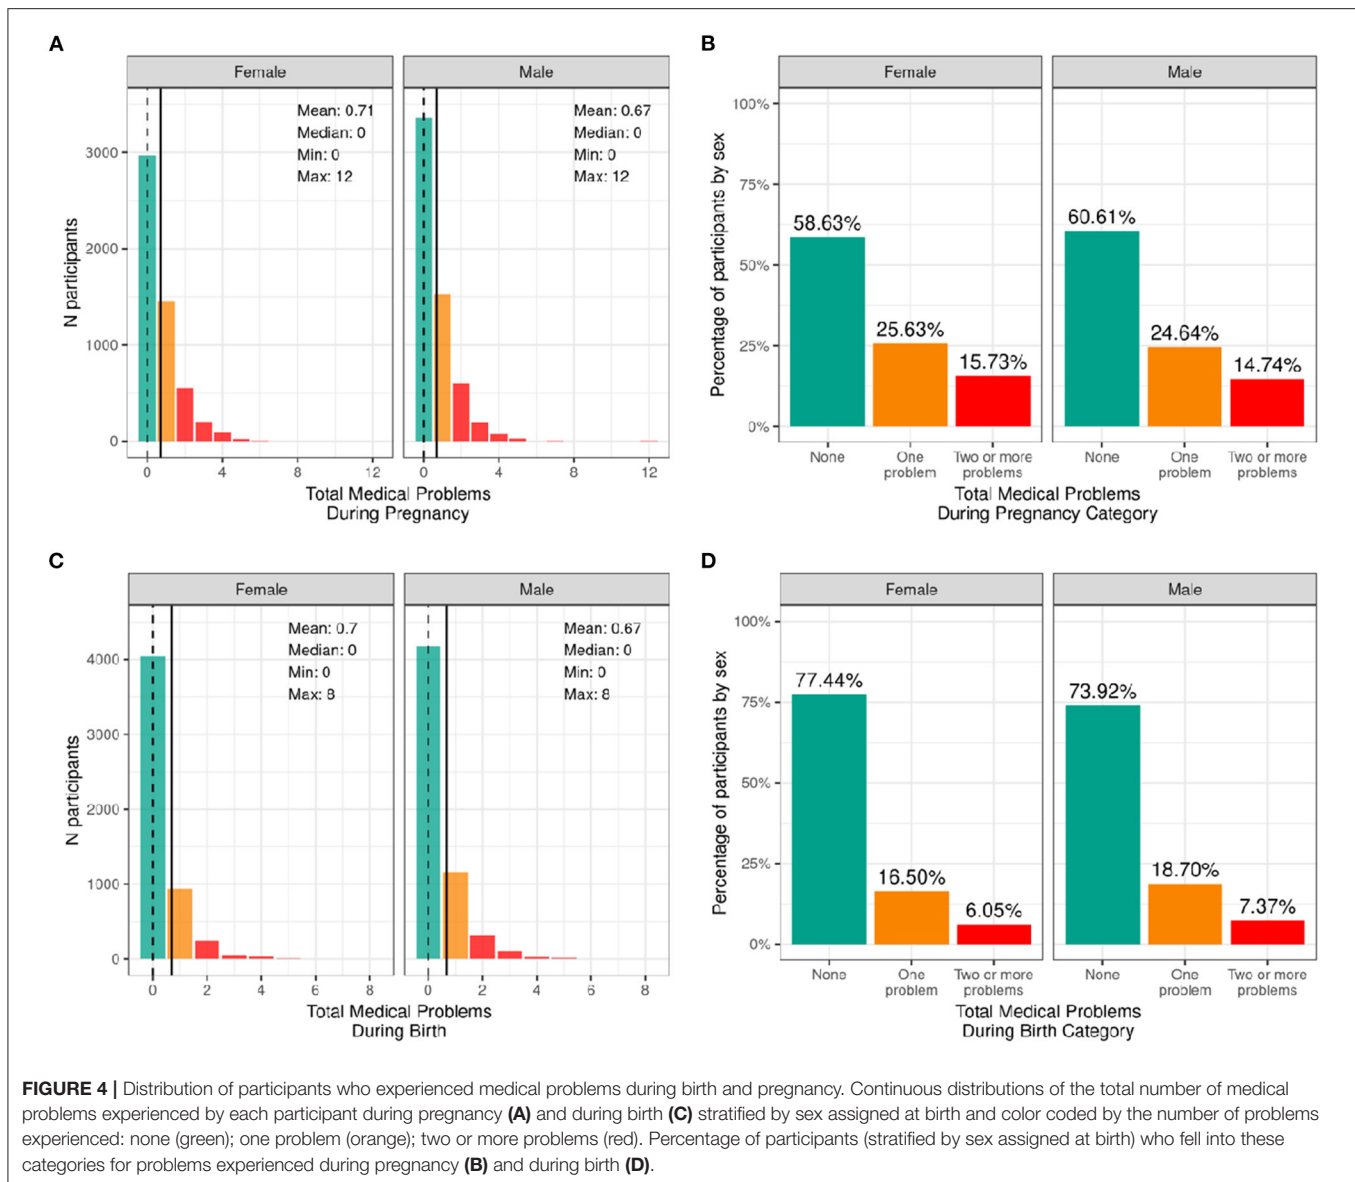 A
Female
Male
Mean: 0.71
Median: 0
Min: 0
Max: 12
Mean: 0.67
Median: 0
Min: 0
Max: 12
N participants
3000
2000
1000
0
0 4 8 12
0 4 8 12
Total Medical Problems
During Pregnancy
B
Female
Male
Percentage of participants by sex
100%
75%
50%
25%
0%
58.63%
25.63%
15.73%
60.61%
24.64%
14.74%
None
One
problem
Two or more
problems
None
One
problem
Two or more
problems
Total Medical Problems
During Pregnancy Category
C
Female
Male
Mean: 0.7
Median: 0
Min: 0
Max: 8
Mean: 0.67
Median: 0
Min: 0
Max: 8
N participants
4000
3000
2000
1000
0
0 2 4 6 8
0 2 4 6 8
Total Medical Problems
During Birth
D
Female
Male
Percentage of participants by sex
100%
75%
50%
25%
0%
77.44%
16.50%
6.05%
73.92%
18.70%
7.37%
None
One
problem
Two or more
problems
None
One
problem
Two or more
problems
Total Medical Problems
During Birth Category
FIGURE 4 | Distribution of participants who experienced medical problems during birth and pregnancy. Continuous distributions of the total number of medical
problems experienced by each participant during pregnancy (A) and during birth (C) stratified by sex assigned at birth and color coded by the number of problems
experienced: none (green); one problem (orange); two or more problems (red). Percentage of participants (stratified by sex assigned at birth) who fell into these
categories for problems experienced during pregnancy (B) and during birth (D).